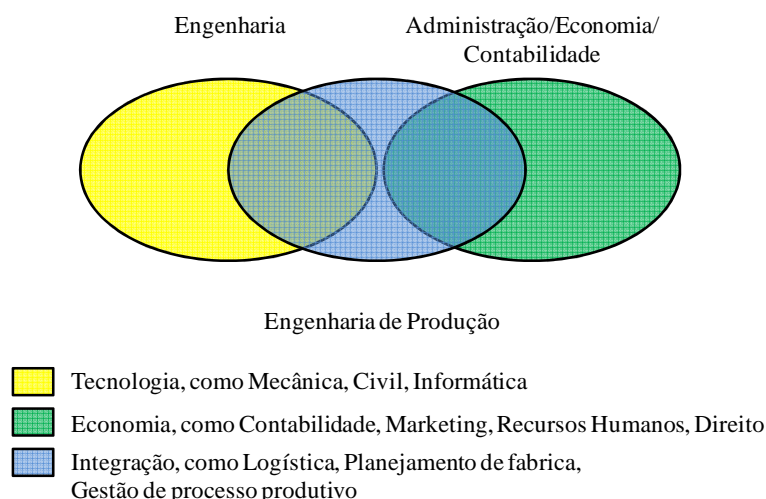 Engenharia
Administração/Economia/
Contabilidade
Engenharia de Produção
Tecnologia, como Mecânica, Civil, Informática
Economia, como Contabilidade, Marketing, Recursos Humanos, Direito
Integração, como Logística, Planejamento de fabrica,
Gestão de processo produtivo